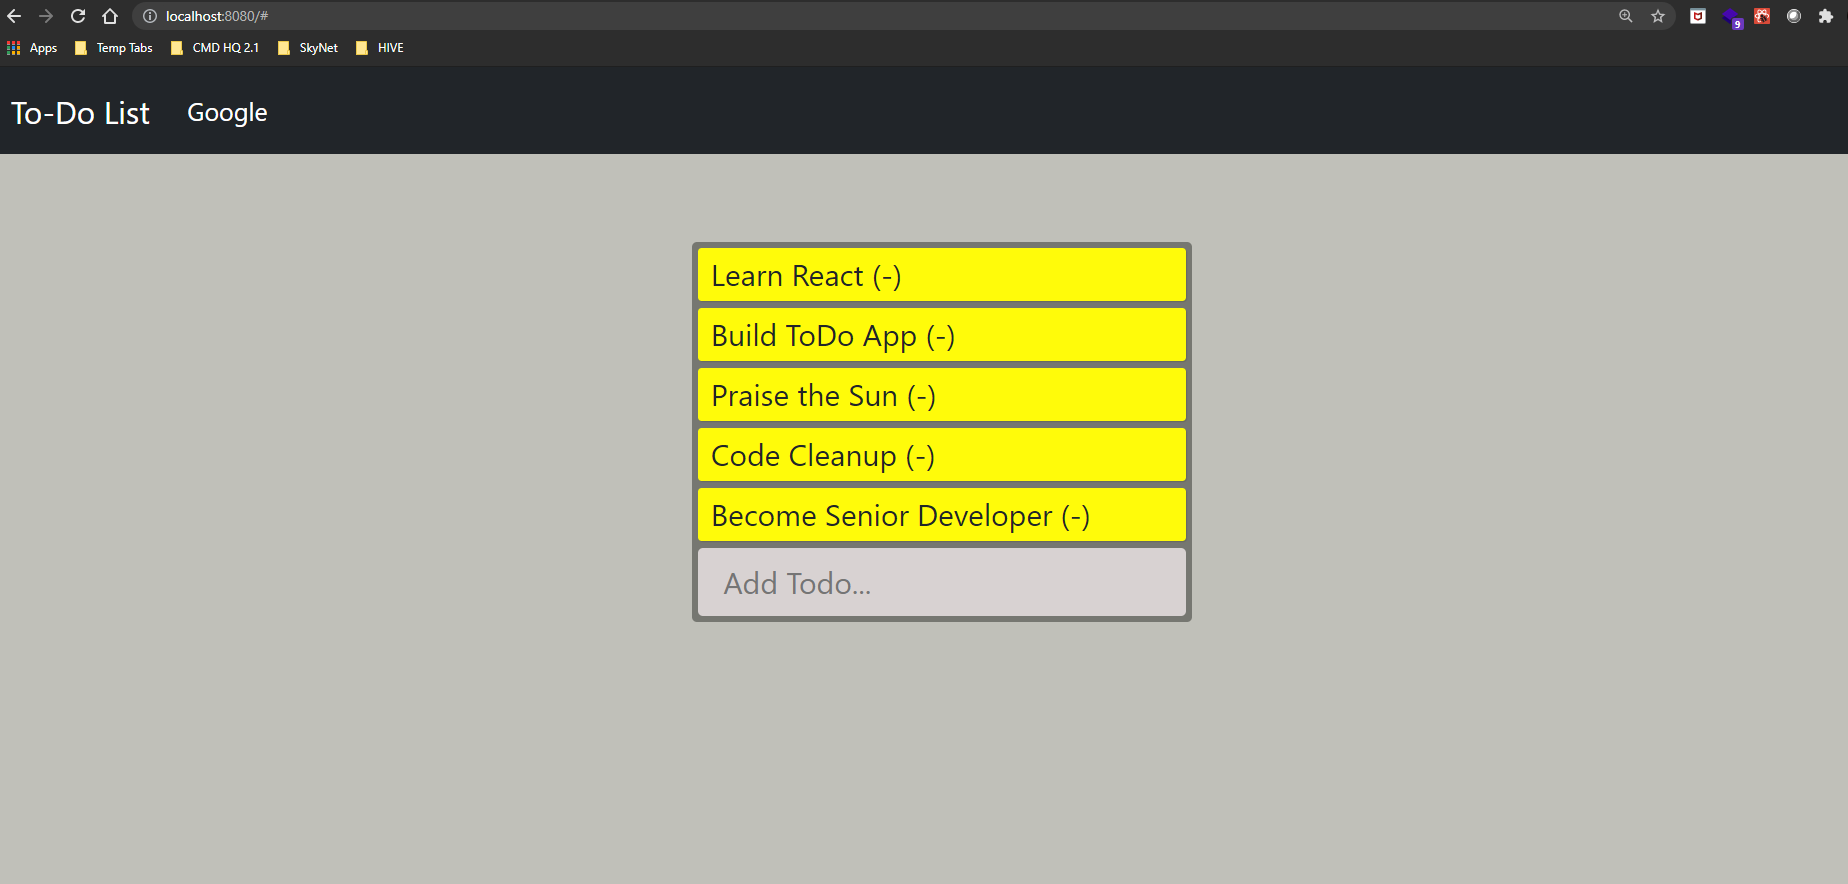 localhost:8080/#
9
Apps Temp Tabs CMD HQ 2.1 SkyNet HIVE
To-Do List Google
Learn React (-)
Build ToDo App (-)
Praise the Sun (-)
Code Cleanup (-)
Become Senior Developer (-)
Add Todo...